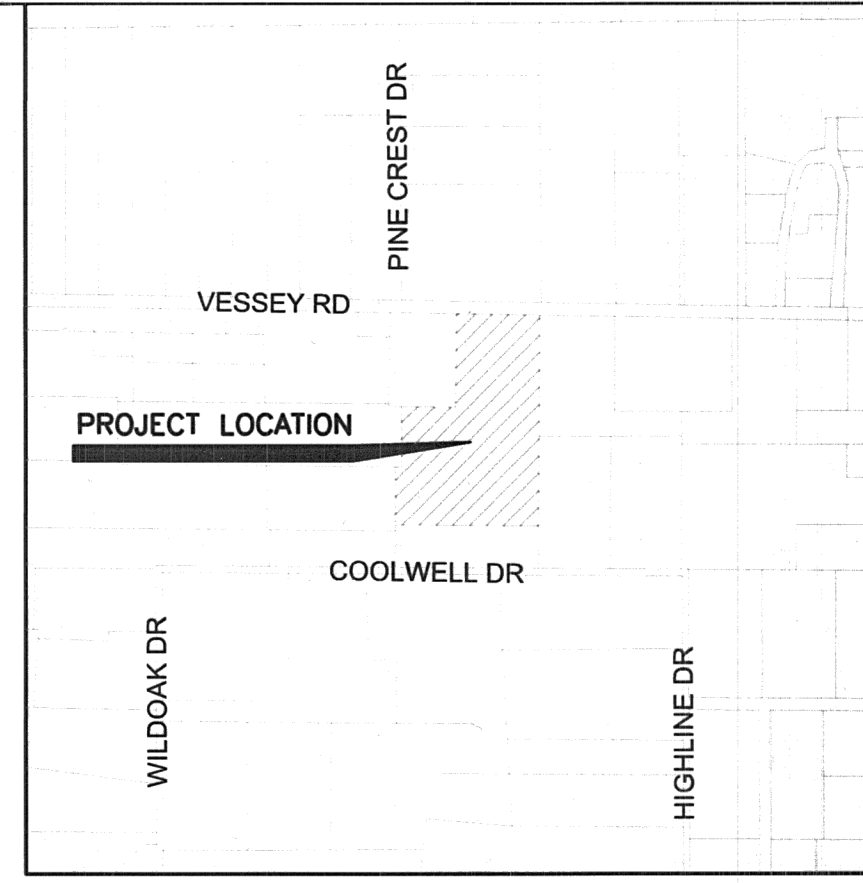 PINE CREST DR
VESSEY RD
PROJECT LOCATION
COOLWELL DR
WILDOAK DR
HIGHLINE DR